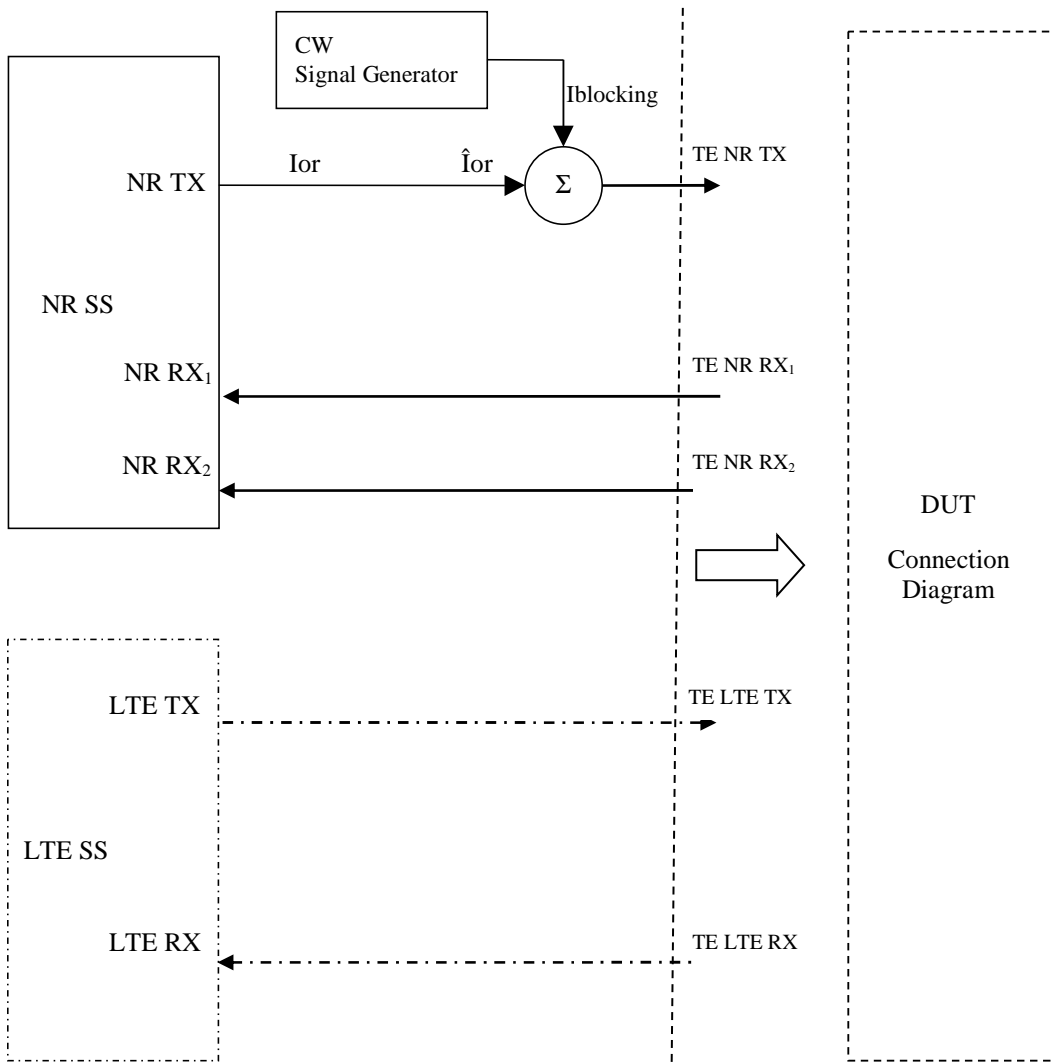 CW
Signal Generator
Iblocking
NR TX
Ior
Îor
Σ
TE NR TX
NR SS
NR RX₁
TE NR RX₁
NR RX₂
TE NR RX₂
DUT
Connection
Diagram
LTE TX
TE LTE TX
LTE SS
LTE RX
TE LTE RX